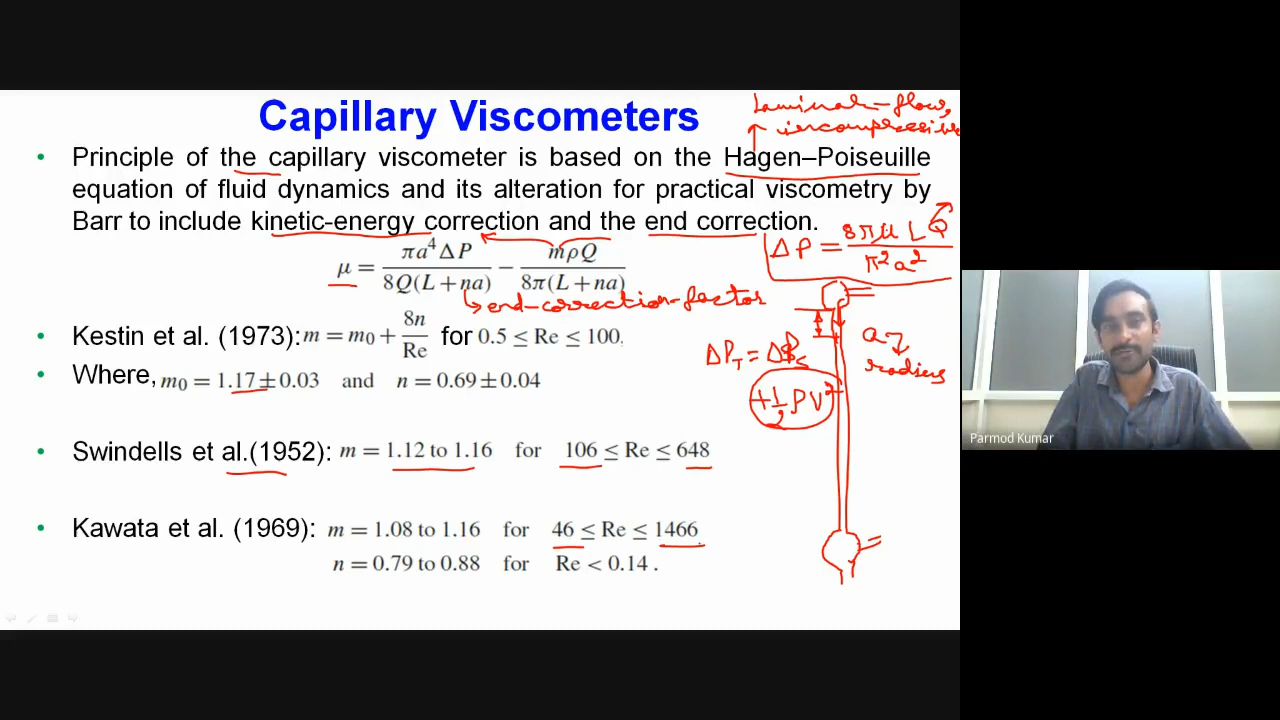 Capillary Viscometers
Laminar-flow,
incompressible
• Principle of the capillary viscometer is based on the Hagen–Poiseuille
equation of fluid dynamics and its alteration for practical viscometry by
Barr to include kinetic-energy correction and the end correction.
μ = πa⁴ΔP / 8Q(L+na) − mρQ / 8π(L+na)
ΔP = 8πμLQ / π²a²
end-correction-factor
• Kestin et al. (1973): m = m₀ + 8n/Re for 0.5 ≤ Re ≤ 100,
a
radius
ΔP_T = ΔP_c
+ ½ρV²
• Where, m₀ = 1.17±0.03 and n = 0.69±0.04
Parmod Kumar
• Swindells et al.(1952): m = 1.12 to 1.16 for 106 ≤ Re ≤ 648
• Kawata et al. (1969): m = 1.08 to 1.16 for 46 ≤ Re ≤ 1466
n = 0.79 to 0.88 for Re < 0.14 .